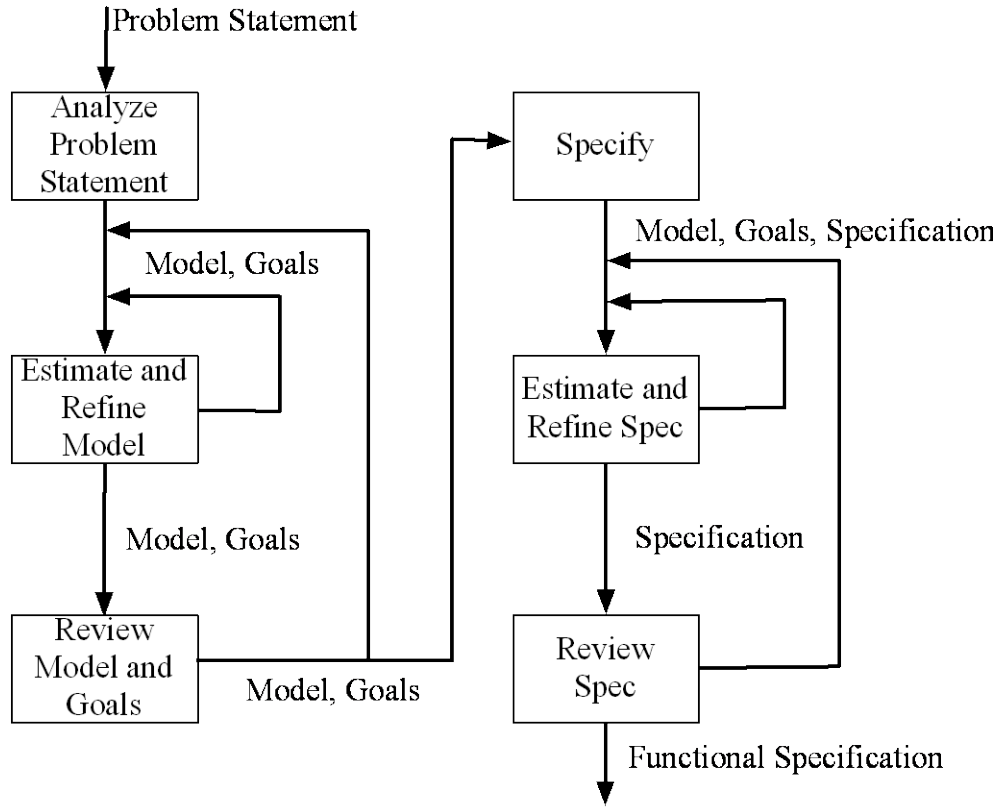 Problem Statement
Analyze
Problem
Statement
Model, Goals
Estimate and
Refine
Model
Model, Goals
Review
Model and
Goals
Model, Goals
Specify
Model, Goals, Specification
Estimate and
Refine Spec
Specification
Review
Spec
Functional Specification